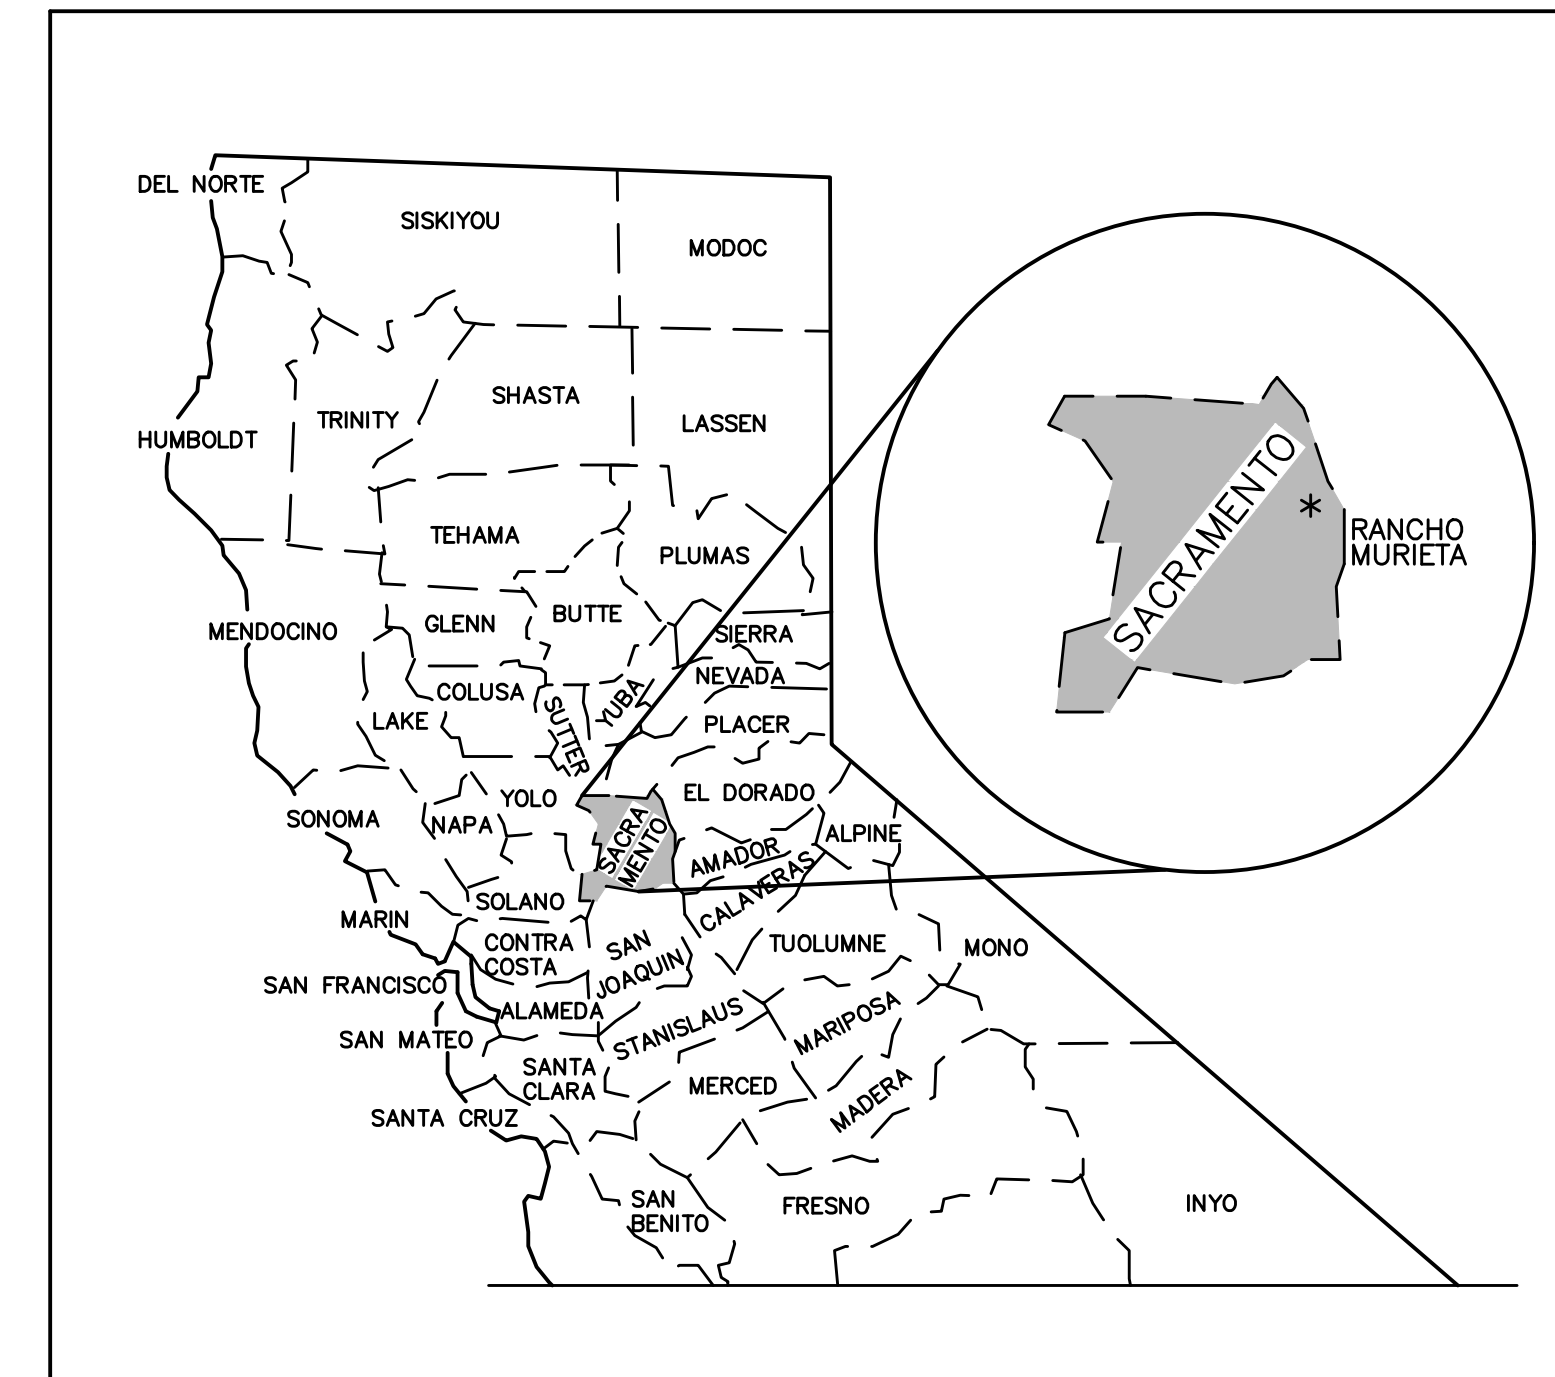 DEL NORTE
SISKIYOU
MODOC
HUMBOLDT
TRINITY
SHASTA
LASSEN
TEHAMA
PLUMAS
MENDOCINO
GLENN
BUTTE
SIERRA
LAKE
COLUSA
SUTTER
YUBA
NEVADA
PLACER
SONOMA
NAPA
YOLO
SACRA
MENTO
EL DORADO
ALPINE
AMADOR
CALAVERAS
MARIN
SOLANO
CONTRA
COSTA
SAN
JOAQUIN
TUOLUMNE
MONO
SAN FRANCISCO
ALAMEDA
STANISLAUS
MARIPOSA
SAN MATEO
SANTA
CLARA
MERCED
MADERA
SANTA CRUZ
SAN
BENITO
FRESNO
INYO
SACRAMENTO
*
RANCHO
MURIETA